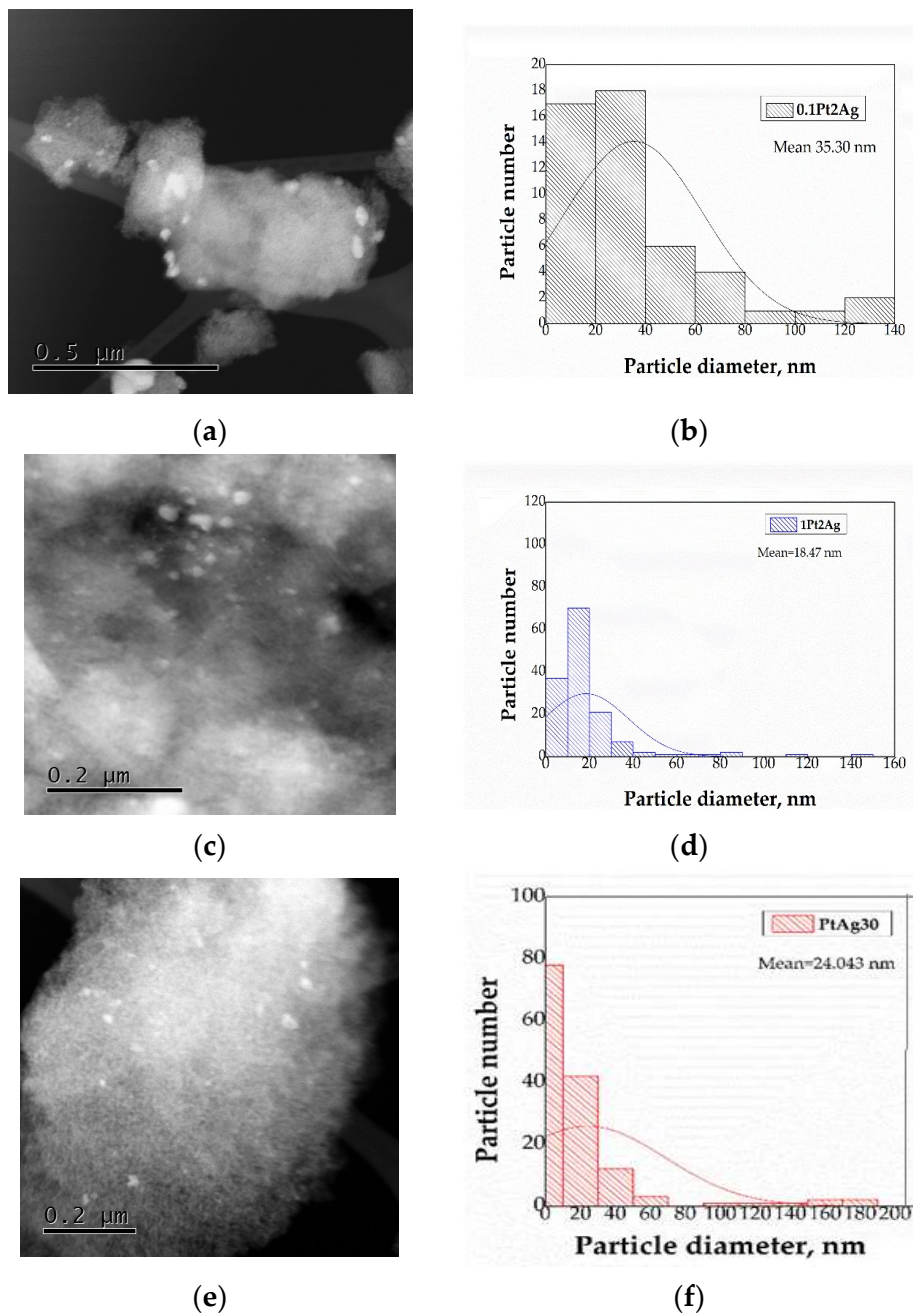 0.5 µm
(a)
20
18
16
14
12
10
8
6
4
2
0
0 20 40 60 80 100 120 140
Particle number
0.1Pt2Ag
Mean 35.30 nm
Particle diameter, nm
(b)
0.2 µm
(c)
120
100
80
60
40
20
0
0 20 40 60 80 100 120 140 160
Particle number
1Pt2Ag
Mean=18.47 nm
Particle diameter, nm
(d)
0.2 µm
(e)
100
80
60
40
20
0
0 20 40 60 80 100 120 140 160 180 200
Particle number
PtAg30
Mean=24.043 nm
Particle diameter, nm
(f)